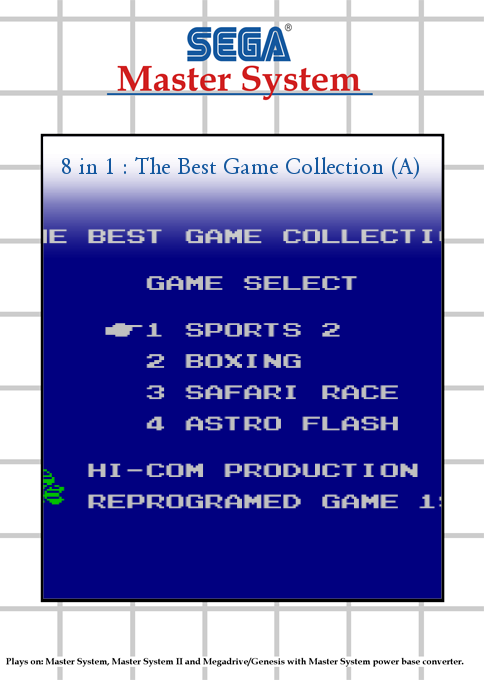 SEGA®
Master System
8 in 1 : The Best Game Collection (A)
HE BEST GAME COLLECTIO
GAME SELECT
1 SPORTS 2
2 BOXING
3 SAFARI RACE
4 ASTRO FLASH
HI-COM PRODUCTION
REPROGRAMED GAME 1
Plays on: Master System, Master System II and Megadrive/Genesis with Master System power base converter.